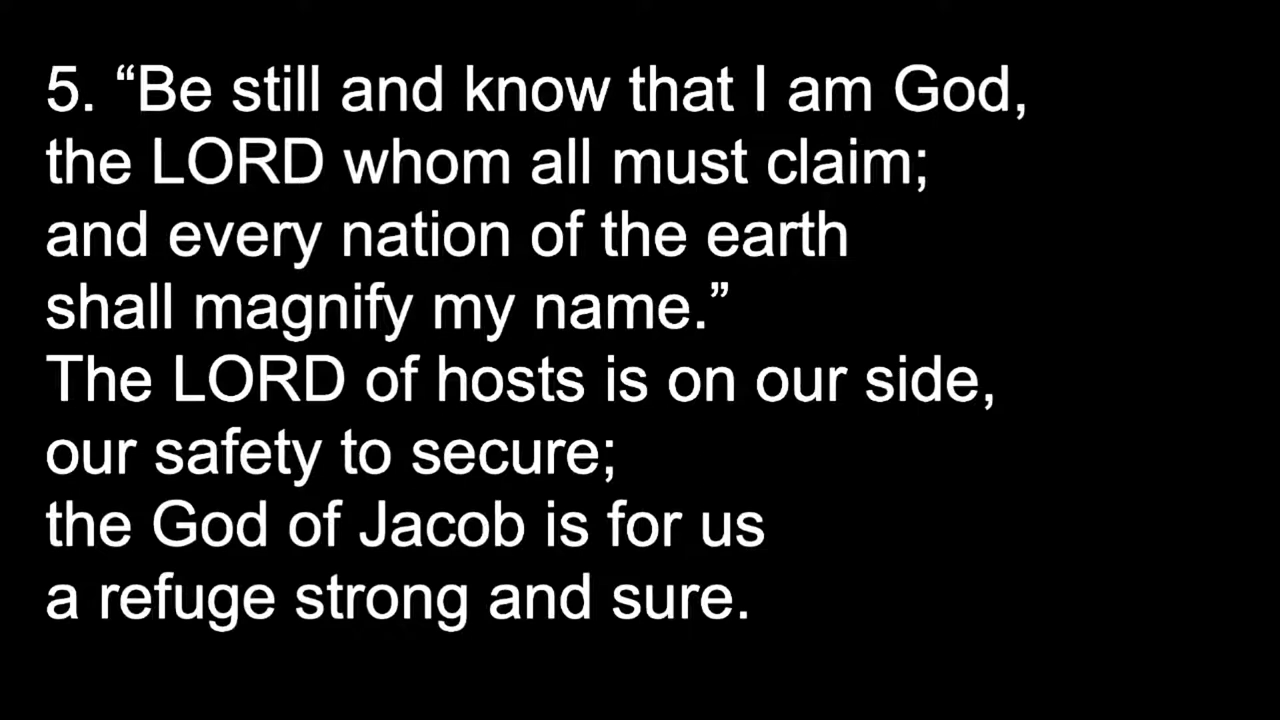 5. “Be still and know that I am God,
the LORD whom all must claim;
and every nation of the earth
shall magnify my name.”
The LORD of hosts is on our side,
our safety to secure;
the God of Jacob is for us
a refuge strong and sure.